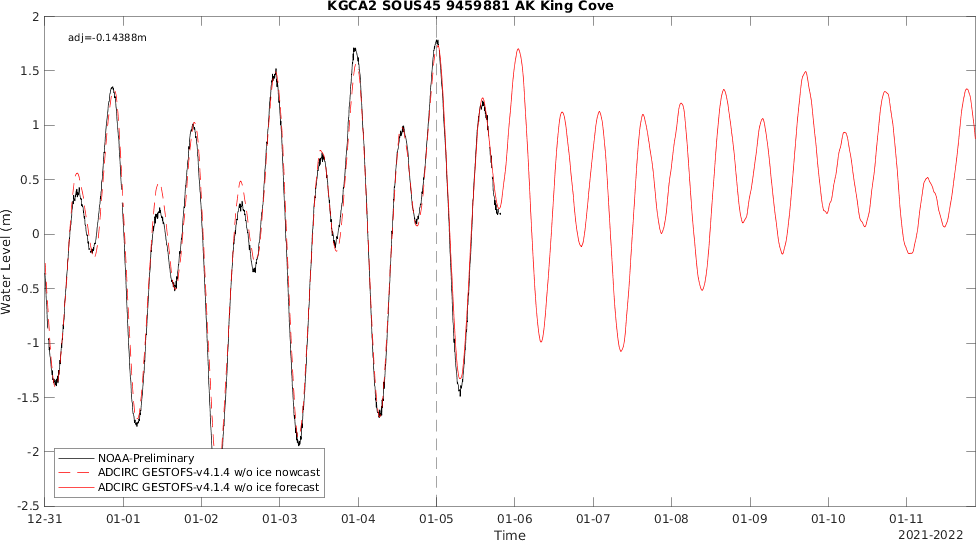 KGCA2 SOUS45 9459881 AK King Cove
adj=-0.14388m
2
1.5
1
0.5
0
-0.5
-1
-1.5
-2
-2.5
Water Level (m)
NOAA-Preliminary
ADCIRC GESTOFS-v4.1.4 w/o ice nowcast
ADCIRC GESTOFS-v4.1.4 w/o ice forecast
12-31 01-01 01-02 01-03 01-04 01-05 01-06 01-07 01-08 01-09 01-10 01-11
Time
2021-2022